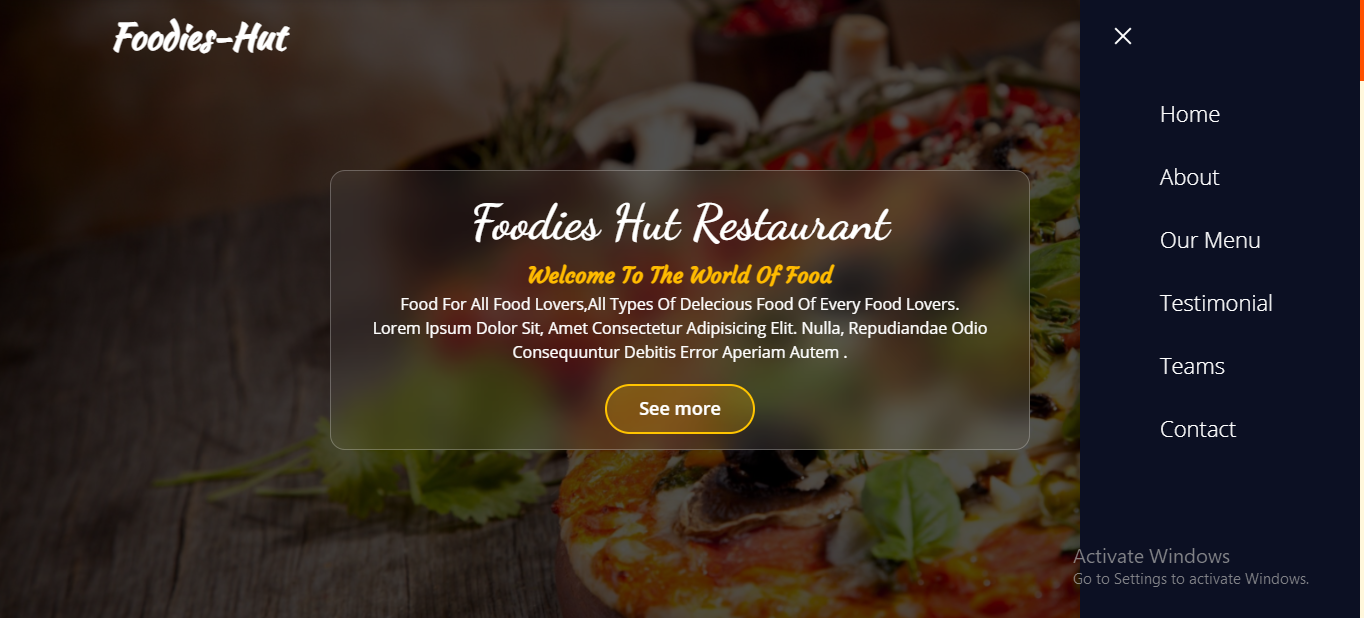 Foodies-Hut
Foodies Hut Restaurant
Welcome To The World Of Food
Food For All Food Lovers,All Types Of Delecious Food Of Every Food Lovers.
Lorem Ipsum Dolor Sit, Amet Consectetur Adipisicing Elit. Nulla, Repudiandae Odio
Consequuntur Debitis Error Aperiam Autem .
See more
Home
About
Our Menu
Testimonial
Teams
Contact
Activate Windows
Go to Settings to activate Windows.